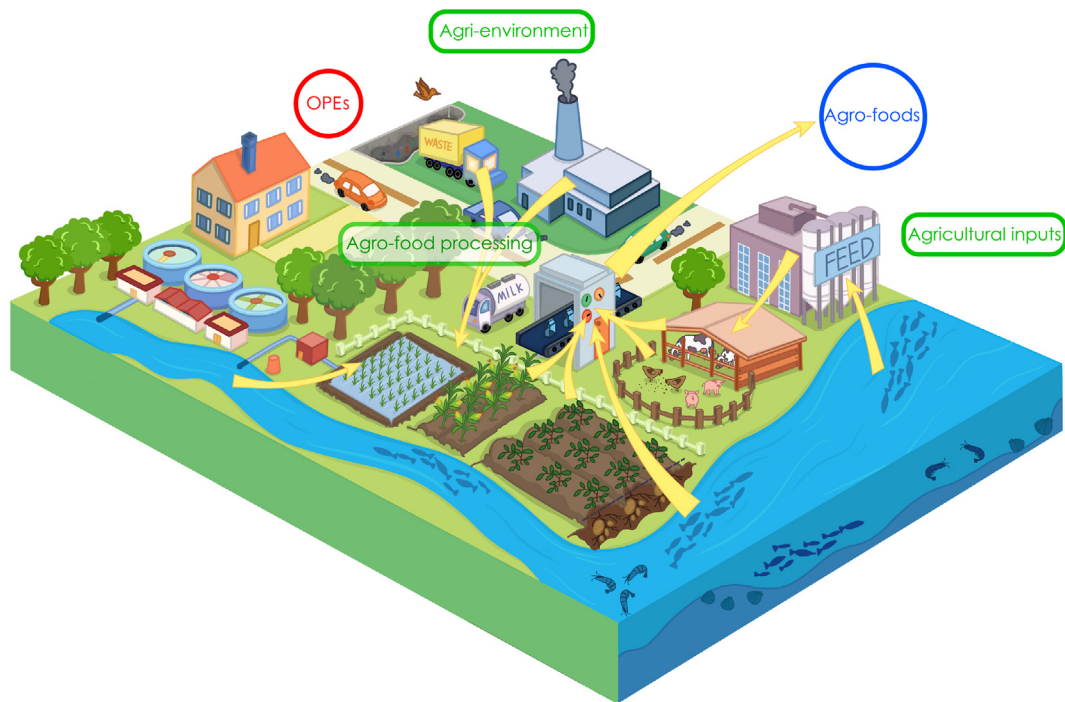 Agri-environment
OPEs
Agro-foods
WASTE
Agro-food processing
Agricultural inputs
FEED
MILK